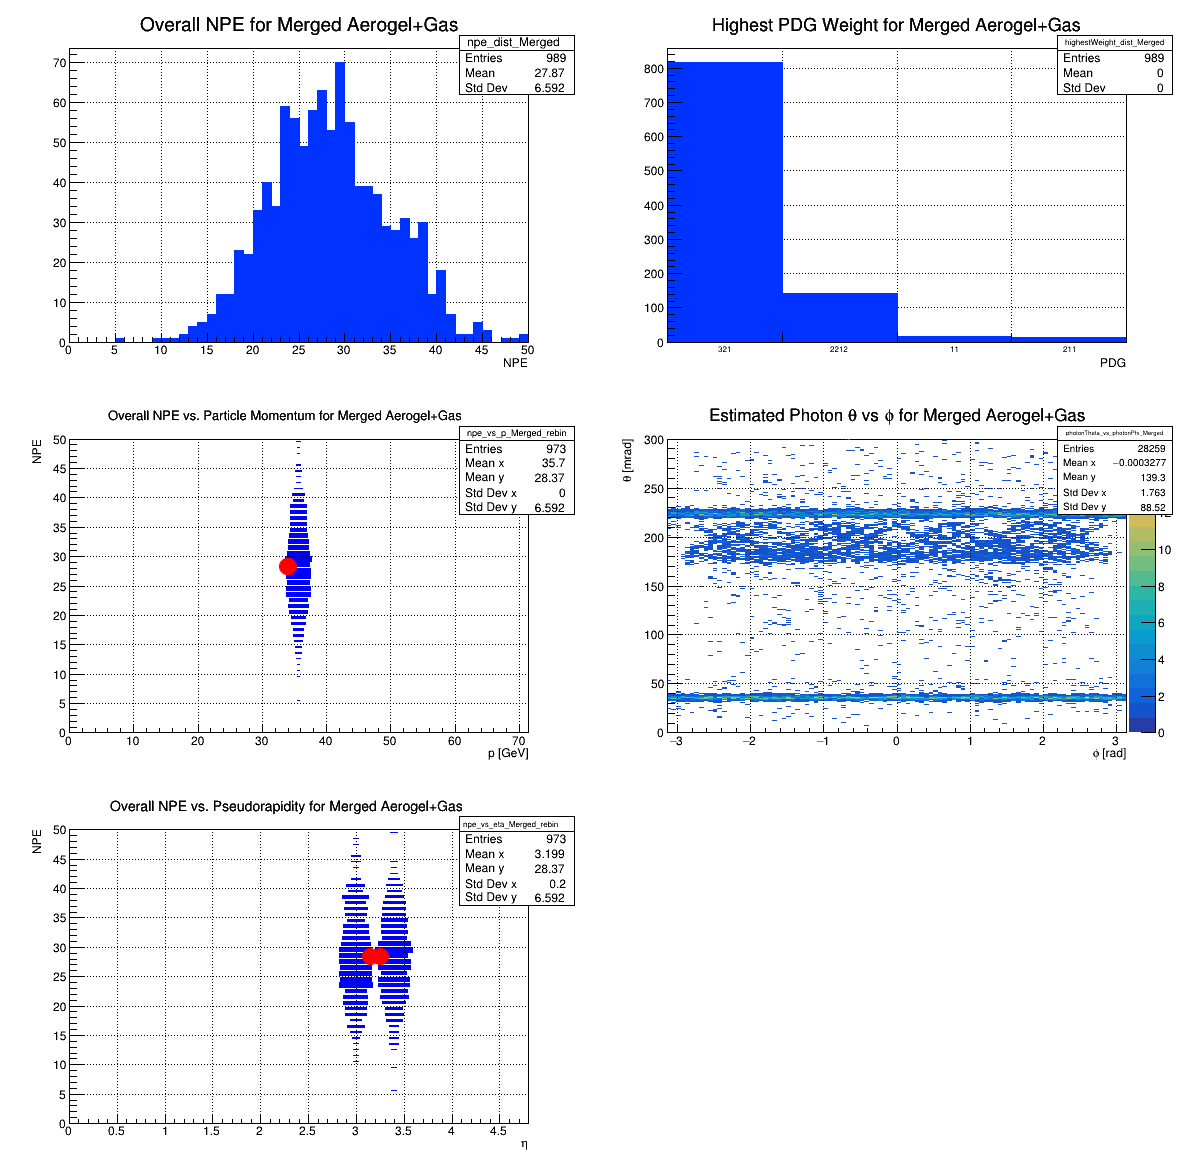 Overall NPE for Merged Aerogel+Gas
npe_dist_Merged
Entries 989
Mean 27.87
Std Dev 6.592
70
60
50
40
30
20
10
0
0 5 10 15 20 25 30 35 40 45 50
NPE
Highest PDG Weight for Merged Aerogel+Gas
highestWeight_dist_Merged
Entries 989
Mean 0
Std Dev 0
800
700
600
500
400
300
200
100
0
321 2212 11 211
PDG
Overall NPE vs. Particle Momentum for Merged Aerogel+Gas
npe_vs_p_Merged_rebin
Entries 973
Mean x 35.7
Mean y 28.37
Std Dev x 0
Std Dev y 6.592
NPE
50
45
40
35
30
25
20
15
10
5
0
0 10 20 30 40 50 60 70
p [GeV]
Estimated Photon θ vs ϕ for Merged Aerogel+Gas
photonTheta_vs_photonPhi_Merged
Entries 28259
Mean x −0.0003277
Mean y 139.3
Std Dev x 1.763
Std Dev y 88.52
θ [mrad]
300
250
200
150
100
50
0
−3 −2 −1 0 1 2 3
ϕ [rad]
12
10
8
6
4
2
0
Overall NPE vs. Pseudorapidity for Merged Aerogel+Gas
npe_vs_eta_Merged_rebin
Entries 973
Mean x 3.199
Mean y 28.37
Std Dev x 0.2
Std Dev y 6.592
NPE
50
45
40
35
30
25
20
15
10
5
0
0 0.5 1 1.5 2 2.5 3 3.5 4 4.5
η